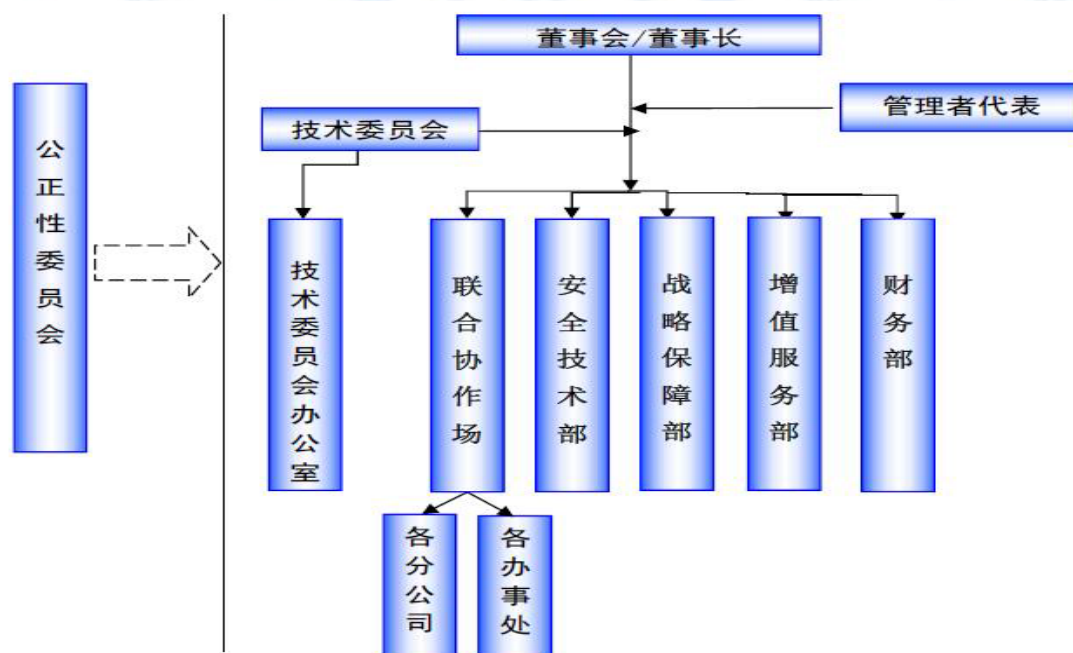 董事会/董事长
管理者代表
技术委员会
公正性委员会
技术委员会办公室
联合协作场
安全技术部
战略保障部
增值服务部
财务部
各分公司
各办事处